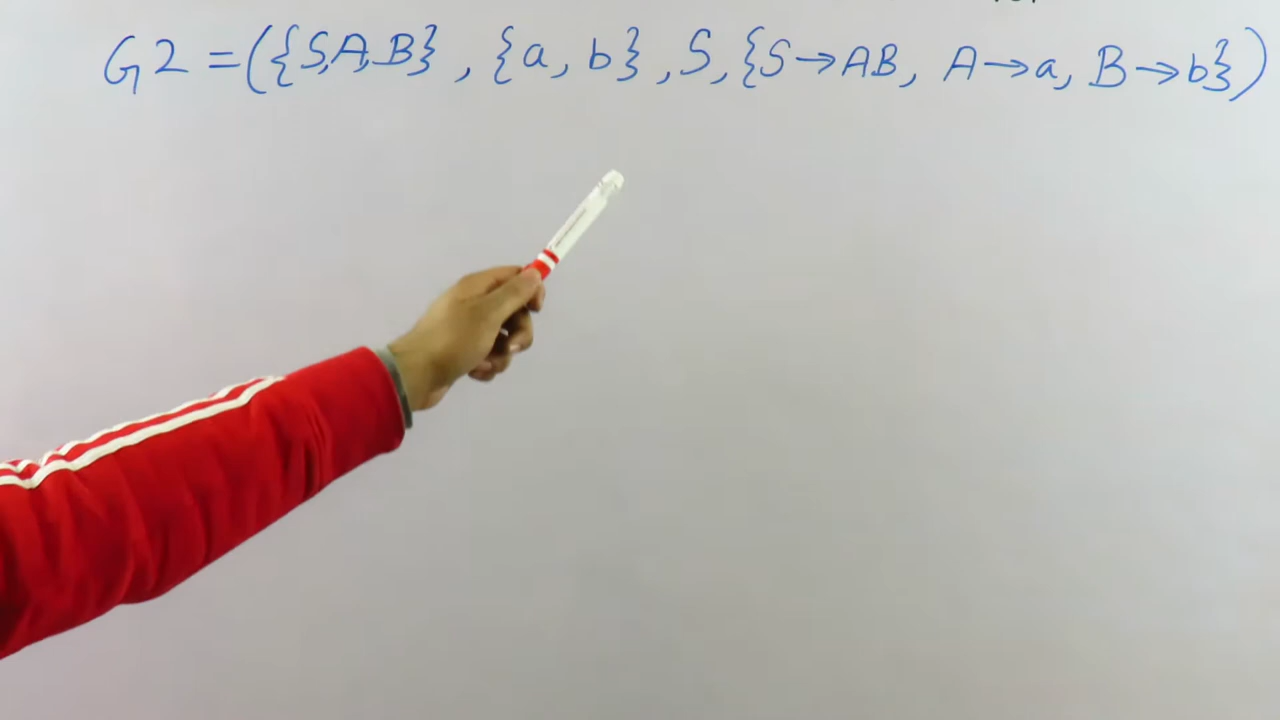 G2 = ({S,A,B}, {a, b}, S, {S→AB, A→a, B→b})